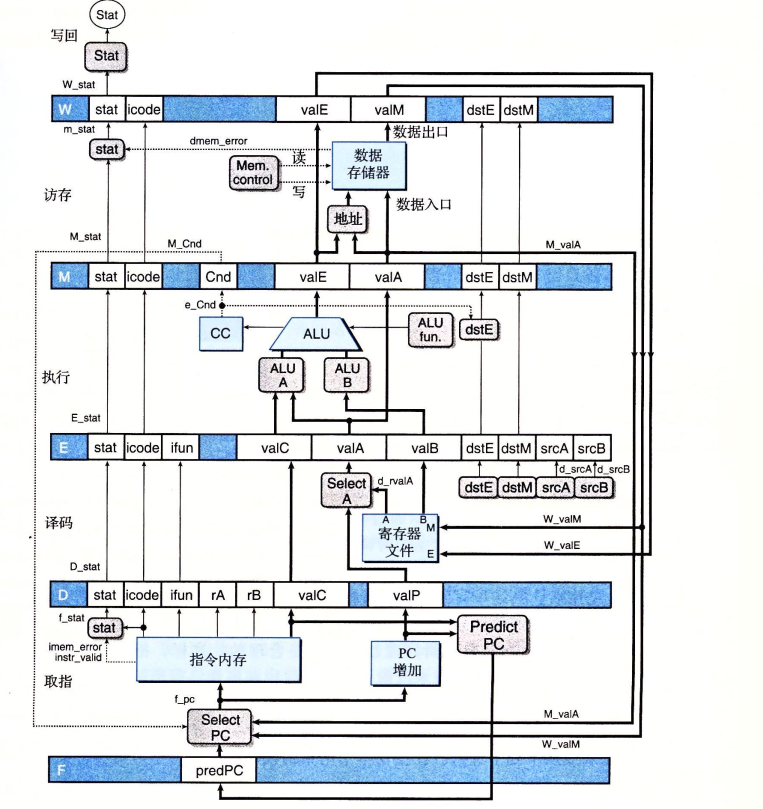 Stat
写回
Stat
W_stat
W stat icode valE valM dstE dstM
m_stat
数据出口
stat
dmem_error
读
数据
存储器
Mem.
control
写
访存
数据入口
地址
M_stat
M_Cnd
M_valA
M stat icode Cnd valE valA dstE dstM
e_Cnd
CC
ALU
ALU
fun.
dstE
执行
ALU
A
ALU
B
E_stat
E stat icode ifun valC valA valB dstE dstM srcA srcB
d_srcA d_srcB
Select
A
d_rvalA
dstE dstM srcA srcB
A B
M
W_valM
寄存器
文件
译码
E
W_valE
D_stat
D stat icode ifun rA rB valC valP
f_stat
stat
Predict
PC
imem_error
instr_valid
指令内存
PC
增加
取指
f_pc
Select
PC
M_valA
W_valM
F predPC